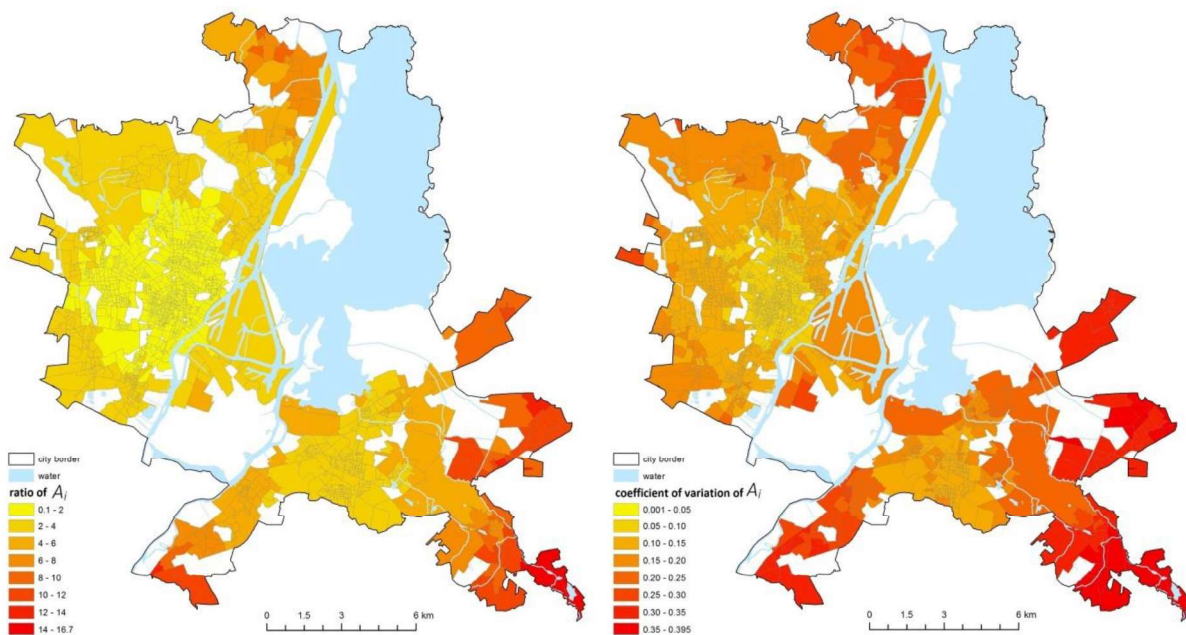 city border
water
ratio of A_i
0.1 - 2
2 - 4
4 - 6
6 - 8
8 - 10
10 - 12
12 - 14
14 - 16.7
0 1.5 3 6 km
city border
water
coefficient of variation of A_i
0.001 - 0.05
0.05 - 0.10
0.10 - 0.15
0.15 - 0.20
0.20 - 0.25
0.25 - 0.30
0.30 - 0.35
0.35 - 0.395
0 1.5 3 6 km